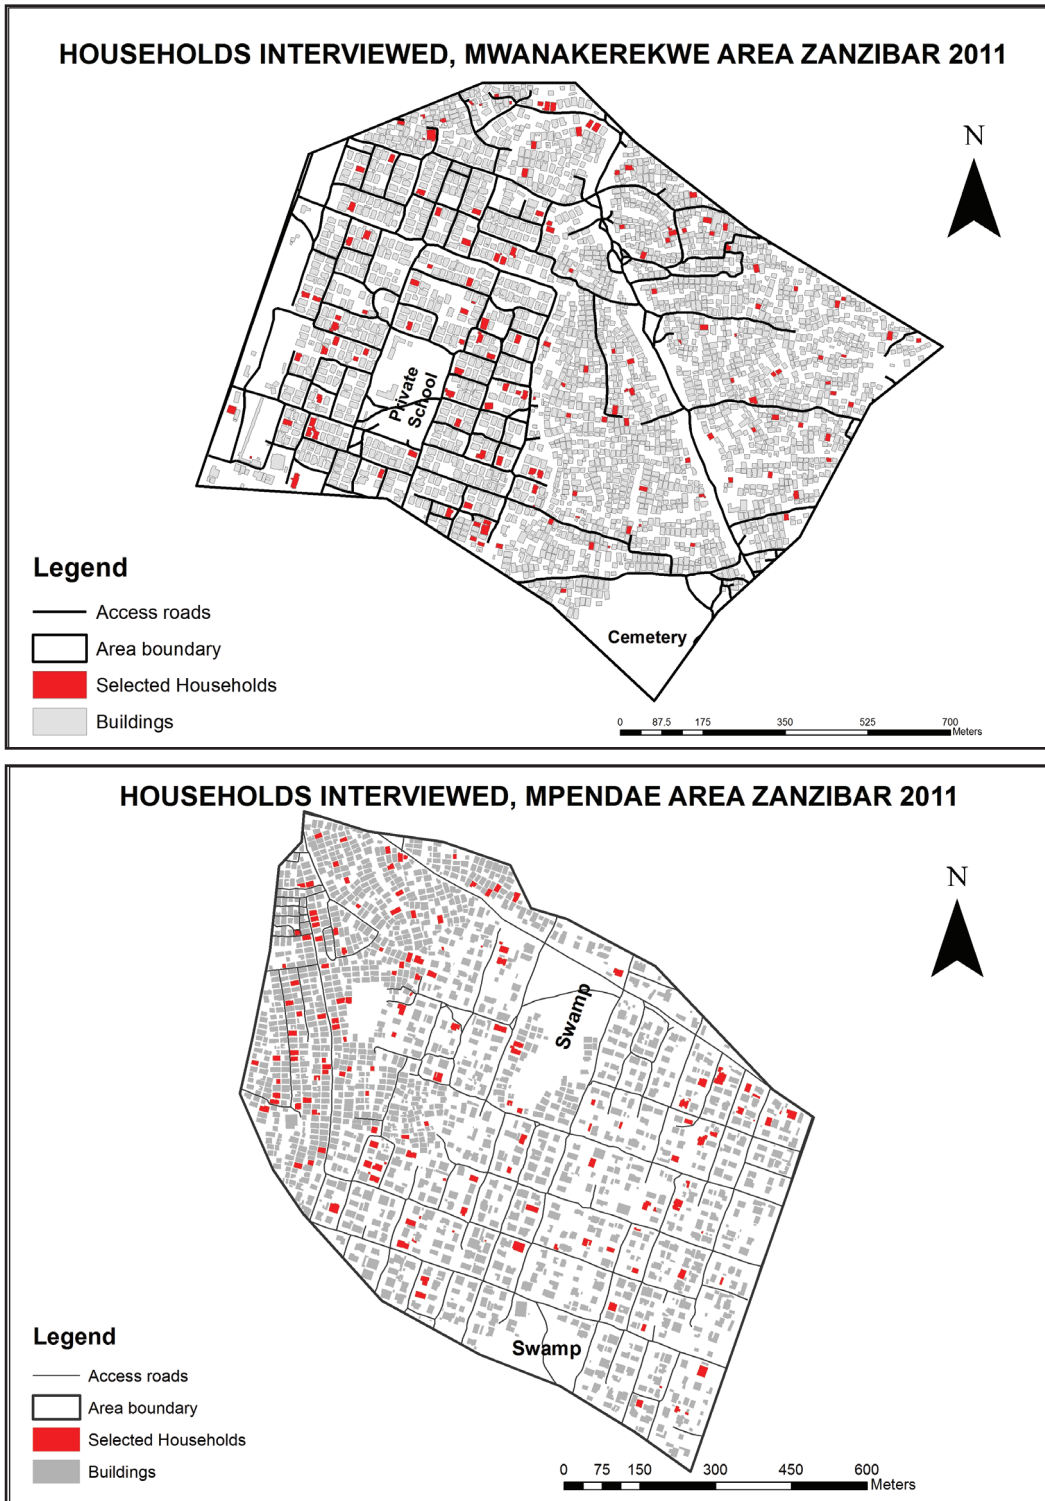 HOUSEHOLDS INTERVIEWED, MWANAKEREKWE AREA ZANZIBAR 2011
N
Private
School
Legend
Access roads
Area boundary
Selected Households
Buildings
Cemetery
0 87.5 175 350 525 700
Meters
HOUSEHOLDS INTERVIEWED, MPENDAE AREA ZANZIBAR 2011
N
Swamp
Swamp
Legend
Access roads
Area boundary
Selected Households
Buildings
0 75 150 300 450 600
Meters